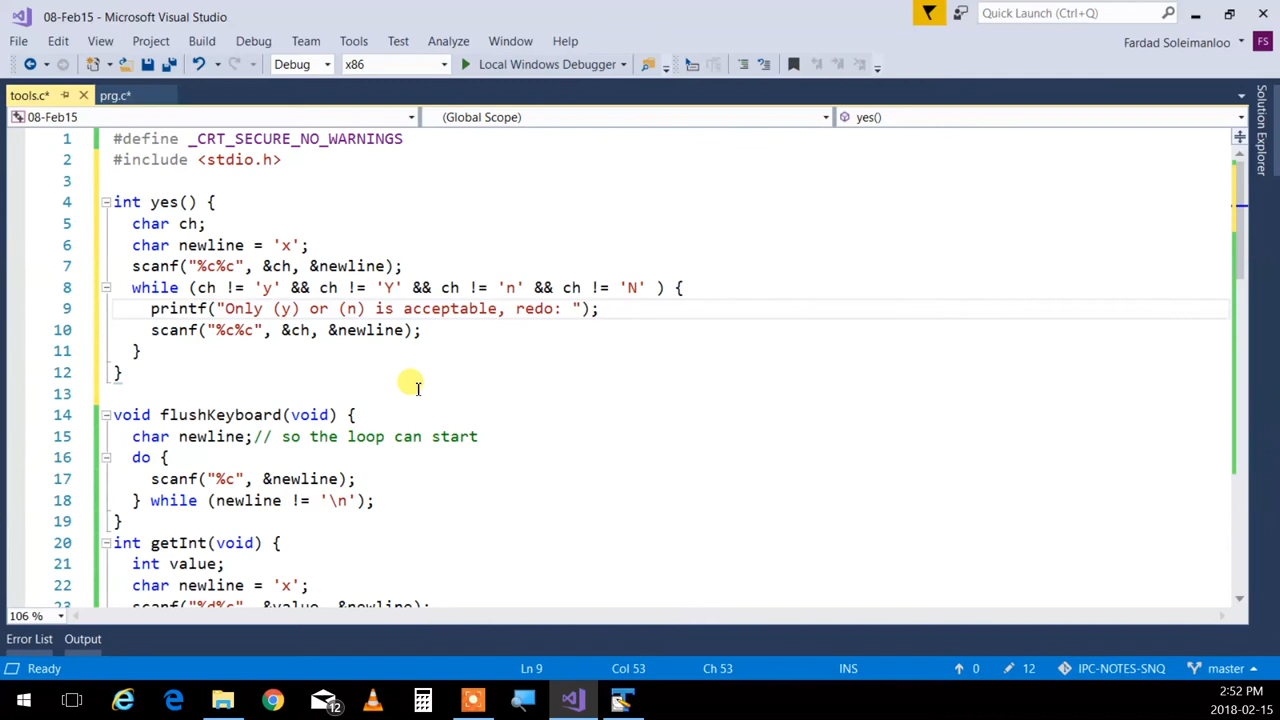 08-Feb15 - Microsoft Visual Studio
Quick Launch (Ctrl+Q)
File Edit View Project Build Debug Team Tools Test Analyze Window Help
Fardad Soleimanloo FS
Debug x86 Local Windows Debugger
tools.c* prg.c*
08-Feb15 (Global Scope) yes()
Solution Explorer
1 #define _CRT_SECURE_NO_WARNINGS
2 #include <stdio.h>
3
4 int yes() {
5 char ch;
6 char newline = 'x';
7 scanf("%c%c", &ch, &newline);
8 while (ch != 'y' && ch != 'Y' && ch != 'n' && ch != 'N' ) {
9 printf("Only (y) or (n) is acceptable, redo: ");
10 scanf("%c%c", &ch, &newline);
11 }
12 }
13
14 void flushKeyboard(void) {
15 char newline;// so the loop can start
16 do {
17 scanf("%c", &newline);
18 } while (newline != '\n');
19 }
20 int getInt(void) {
21 int value;
22 char newline = 'x';
23 scanf("%d%c", &value, &newline);
106 %
Error List Output
Ready Ln 9 Col 53 Ch 53 INS 0 12 IPC-NOTES-SNQ master
12
2:52 PM
2018-02-15